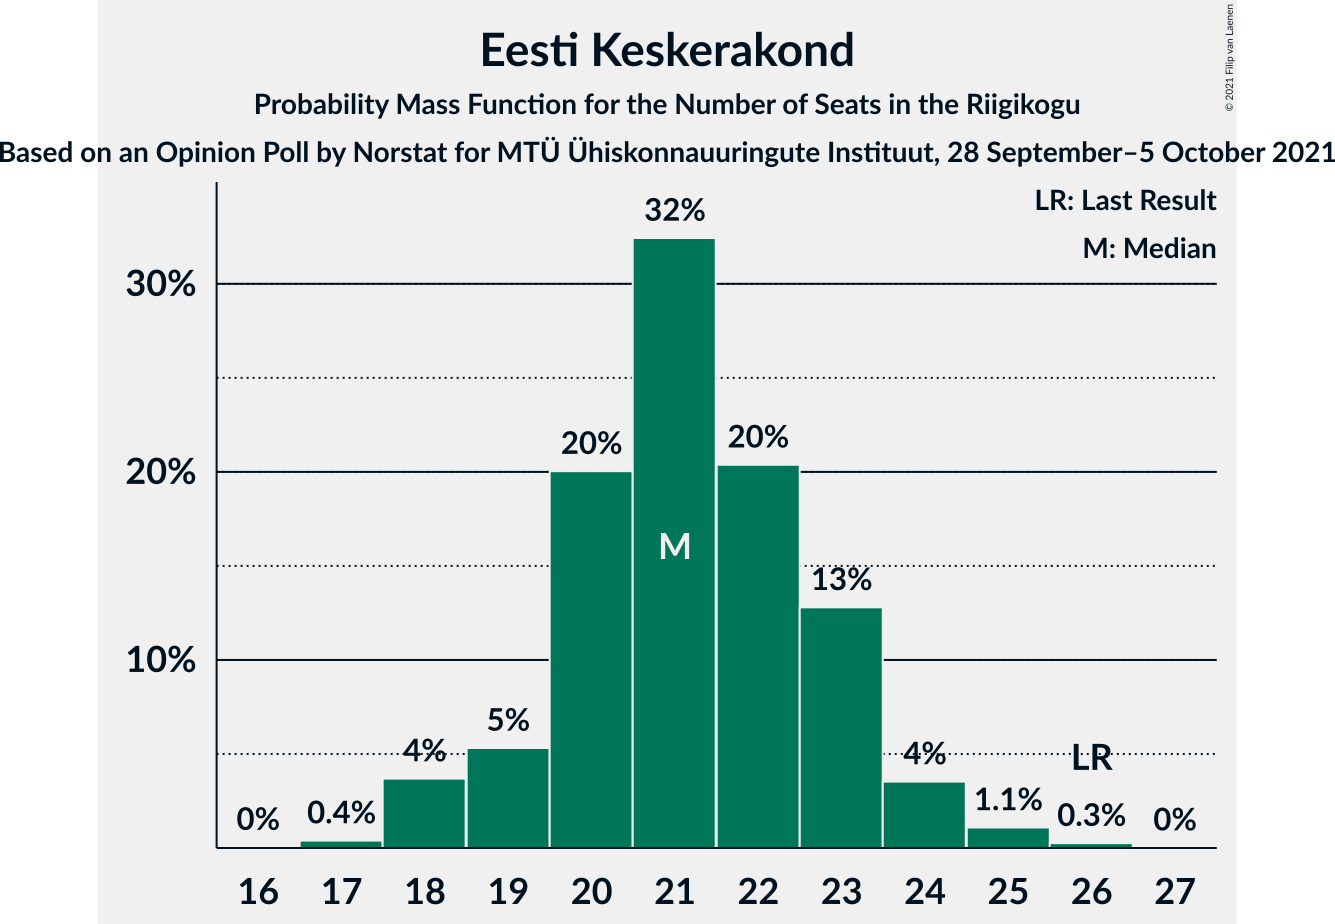 Eesti Keskerakond
Probability Mass Function for the Number of Seats in the Riigikogu
Based on an Opinion Poll by Norstat for MTÜ Ühiskonnauuringute Instituut, 28 September–5 October 2021
© 2021 Filip van Laenen
LR: Last Result
M: Median
30%
20%
10%
0%
0.4%
4%
5%
20%
32%
M
20%
13%
4%
1.1%
LR
0.3%
0%
16 17 18 19 20 21 22 23 24 25 26 27